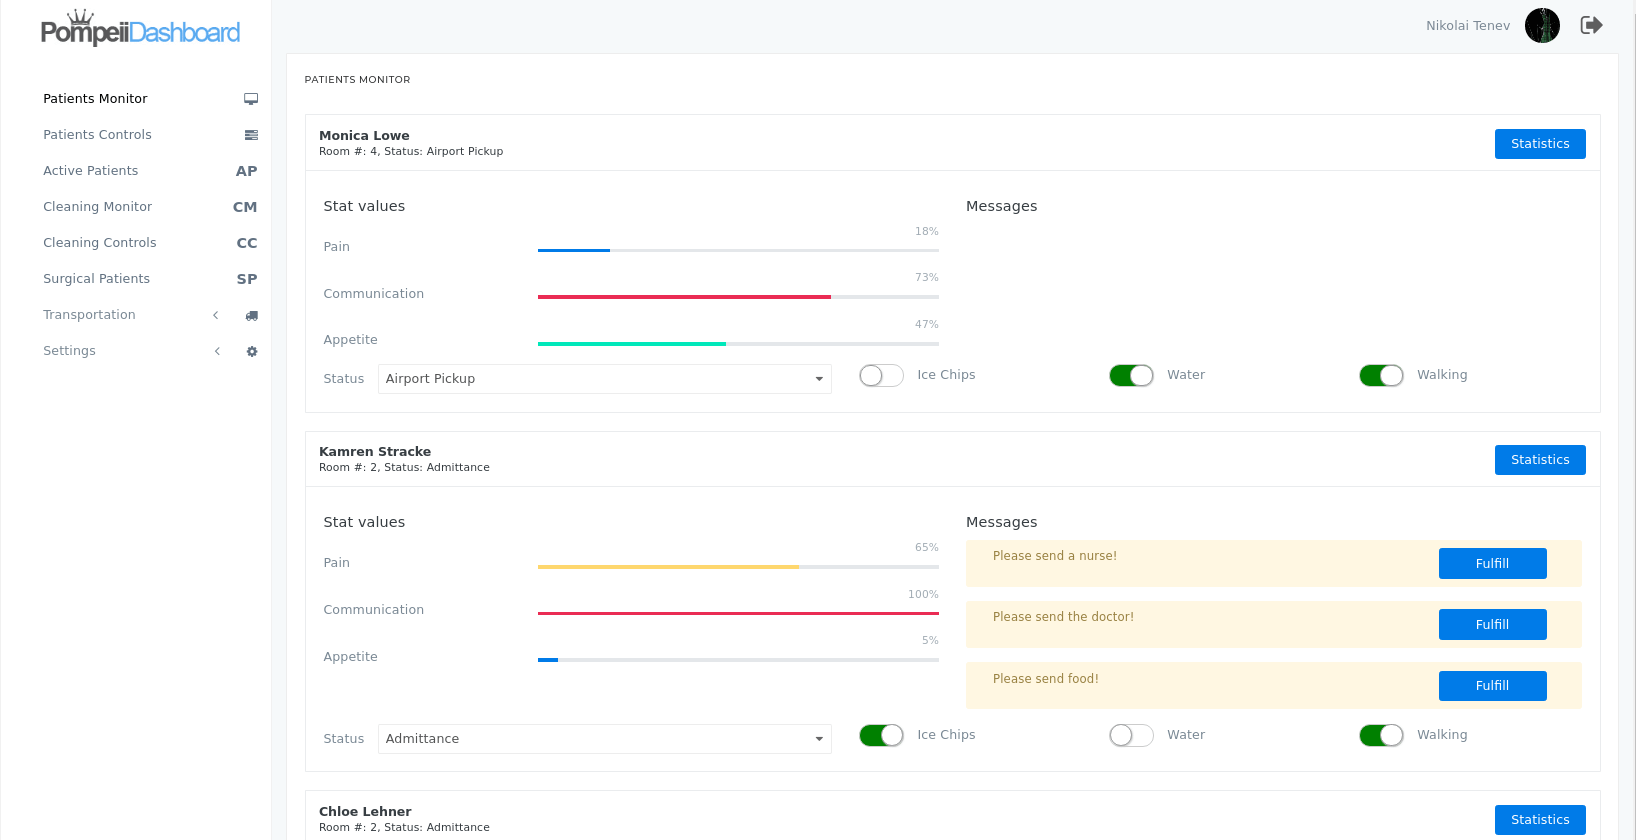 PompeiiDashboard
Nikolai Tenev
Patients Monitor
Patients Controls
Active Patients AP
Cleaning Monitor CM
Cleaning Controls CC
Surgical Patients SP
Transportation
Settings
PATIENTS MONITOR
Monica Lowe
Room #: 4, Status: Airport Pickup
Statistics
Stat values
Pain
18%
Communication
73%
Appetite
47%
Messages
Status Airport Pickup
Ice Chips
Water
Walking
Kamren Stracke
Room #: 2, Status: Admittance
Statistics
Stat values
Pain
65%
Communication
100%
Appetite
5%
Messages
Please send a nurse! Fulfill
Please send the doctor! Fulfill
Please send food! Fulfill
Status Admittance
Ice Chips
Water
Walking
Chloe Lehner
Room #: 2, Status: Admittance
Statistics